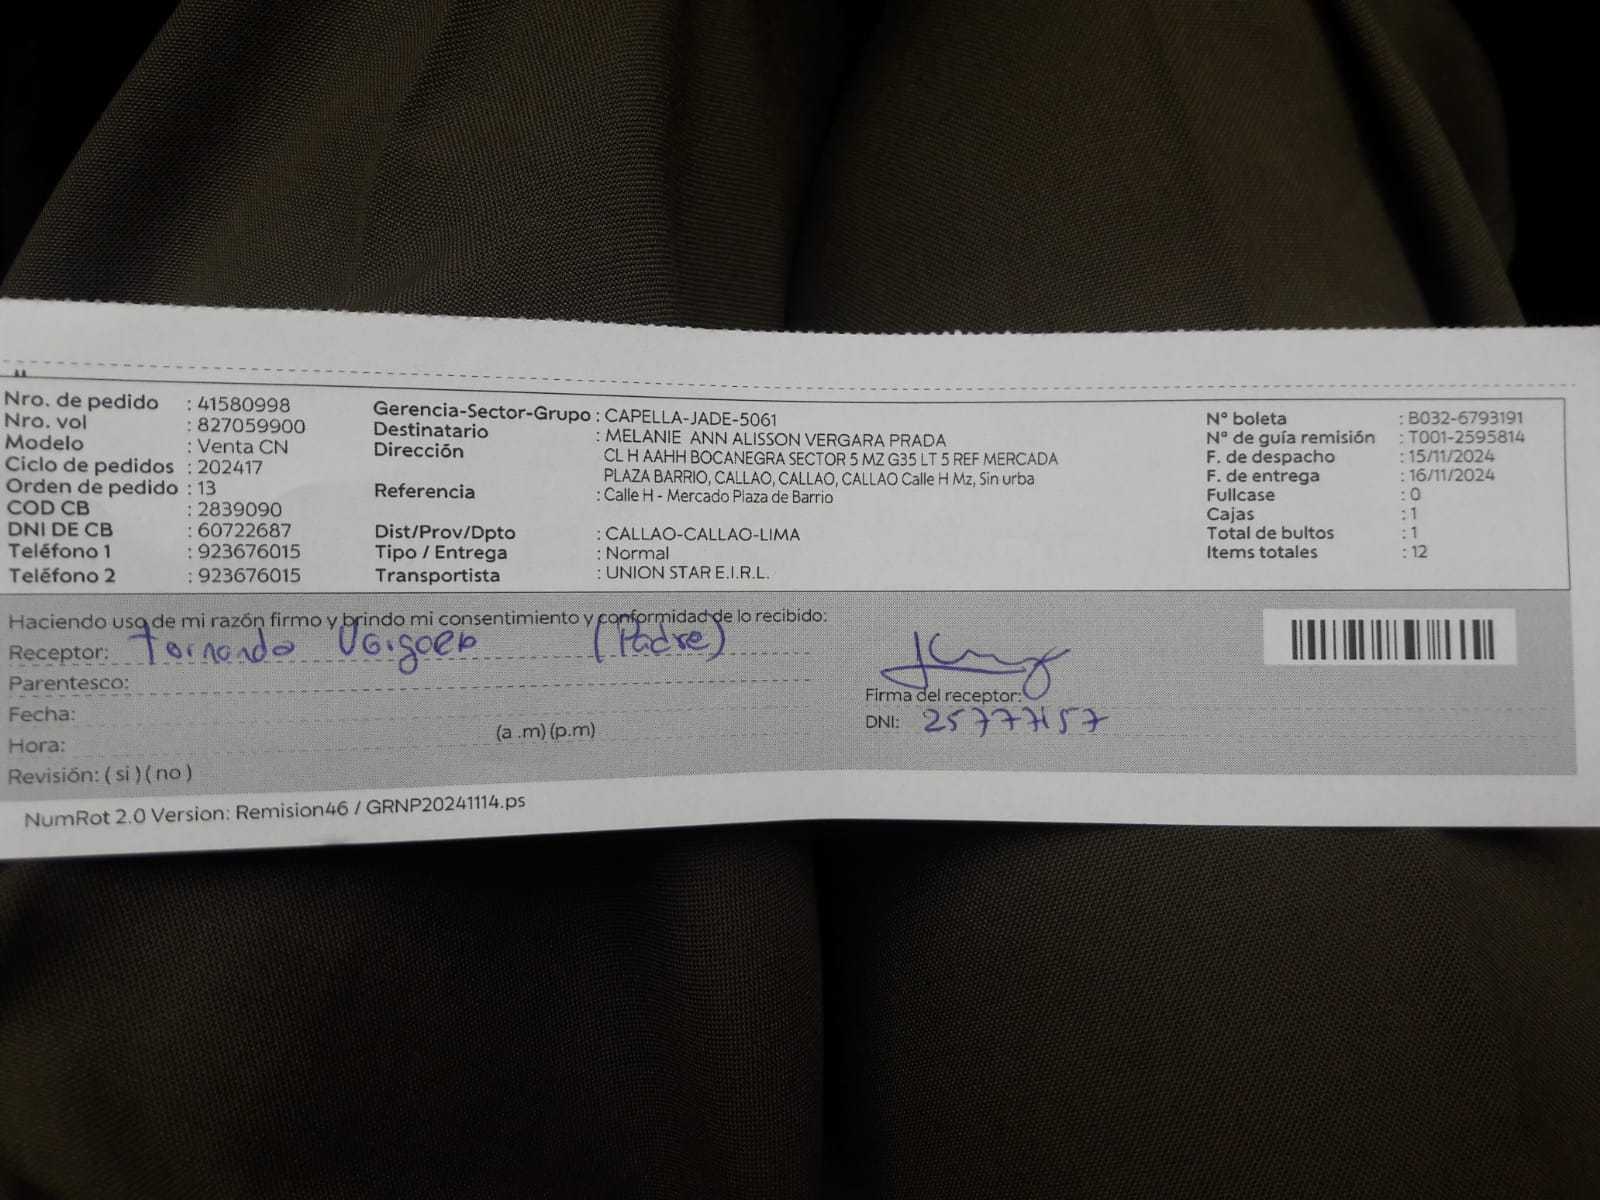 Nro. de pedido : 41580998
Nro. vol : 827059900
Modelo : Venta CN
Ciclo de pedidos : 202417
Orden de pedido : 13
COD CB : 2839090
DNI DE CB : 60722687
Teléfono 1 : 923676015
Teléfono 2 : 923676015
Gerencia-Sector-Grupo : CAPELLA-JADE-5061
Destinatario : MELANIE ANN ALISSON VERGARA PRADA
Dirección CL H AAHH BOCANEGRA SECTOR 5 MZ G35 LT 5 REF MERCADA
PLAZA BARRIO, CALLAO, CALLAO, CALLAO Calle H Mz, Sin urba
Referencia : Calle H - Mercado Plaza de Barrio
Dist/Prov/Dpto : CALLAO-CALLAO-LIMA
Tipo / Entrega : Normal
Transportista : UNION STAR E.I.R.L.
N° boleta : B032-6793191
N° de guía remisión : T001-2595814
F. de despacho : 15/11/2024
F. de entrega : 16/11/2024
Fullcase : 0
Cajas : 1
Total de bultos : 1
Items totales : 12
Haciendo uso de mi razón firmo y brindo mi consentimiento y conformidad de lo recibido:
Receptor: Fernando (Padre)
Parentesco:
Fecha:
Hora: (a .m) (p.m)
Revisión: ( si ) ( no )
Firma del receptor:
DNI:
NumRot 2.0 Version: Remision46 / GRNP20241114.ps